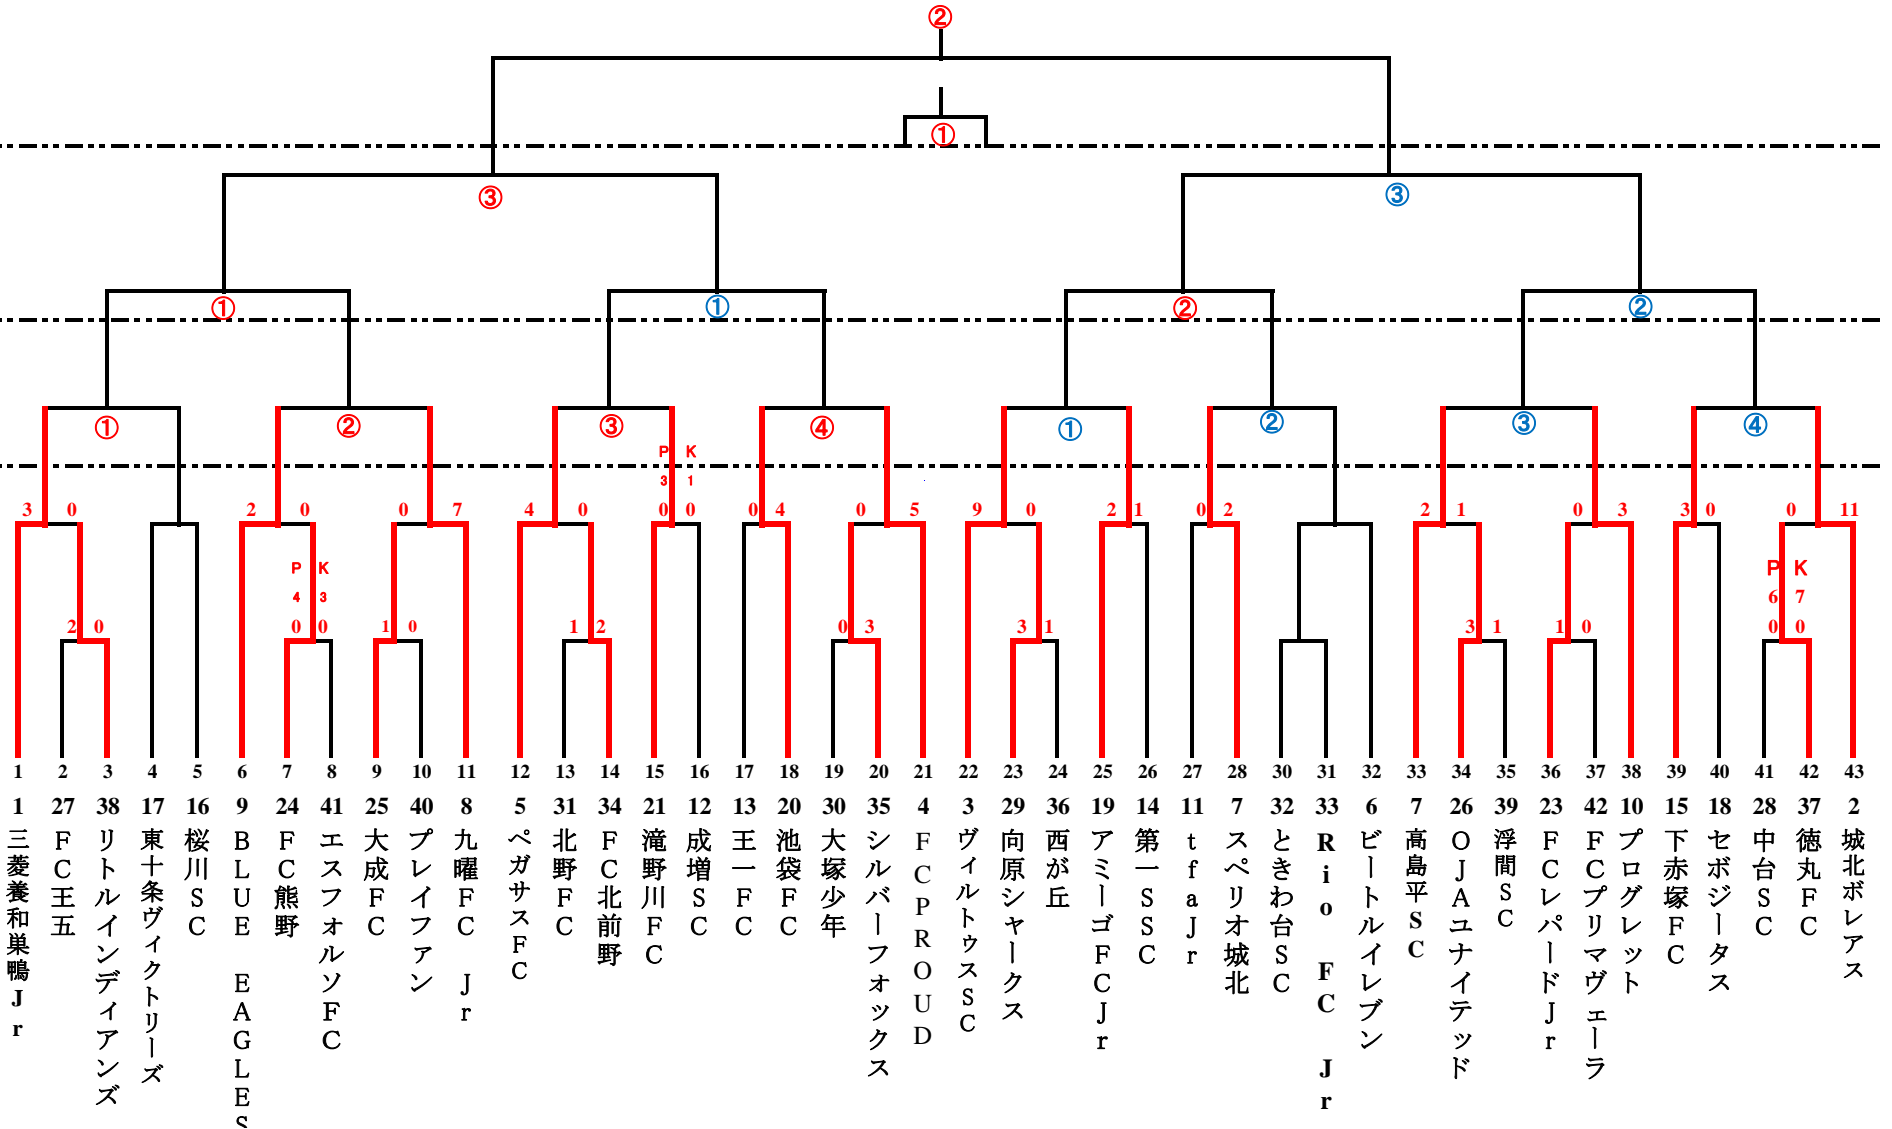 ②
①
③ ③
① ① ② ②
① ② ③ ④ ① ② ③ ④
P K
3 1
3 0 2 0 0 7 4 0 0 0 0 4 0 5 9 0 2 1 0 2 2 1 0 3 3 0 0 11
P K P K
4 3 6 7
2 0 0 0 1 0 1 2 0 3 3 1 3 1 1 0 0 0
1 2 3 4 5 6 7 8 9 10 11 12 13 14 15 16 17 18 19 20 21 22 23 24 25 26 27 28 30 31 32 33 34 35 36 37 38 39 40 41 42 43
1 27 38 17 16 9 24 41 25 40 8 5 31 34 21 12 13 20 30 35 4 3 29 36 19 14 11 7 32 33 6 7 26 39 23 42 10 15 18 28 37 2
三菱養和巣鴨Jr
FC王五
リトルインディアンズ
東十条ヴィクトリーズ
桜川SC
BLUE EAGLES
FC熊野
エスフォルソFC
大成FC
プレイファン
九曜FC Jr
ペガサスFC
北野FC
FC北前野
滝野川FC
成増SC
王一FC
池袋FC
大塚少年
シルバーフォックス
FCPROUD
ヴィルトゥスSC
向原シャークス
西が丘
アミーゴFCJr
第一SSC
tfaJr
スペリオ城北
ときわ台SC
Rio FC Jr
ビートルイレブン
高島平SC
OJAユナイテッド
浮間SC
FCレパードJr
FCプリマヴェーラ
プログレット
下赤塚FC
セボジータス
中台SC
徳丸FC
城北ボレアス